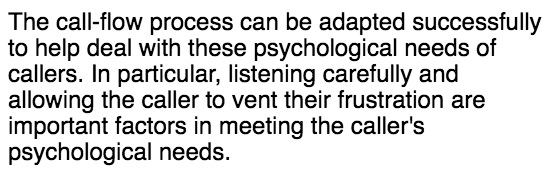 The call-flow process can be adapted successfully
to help deal with these psychological needs of
callers. In particular, listening carefully and
allowing the caller to vent their frustration are
important factors in meeting the caller's
psychological needs.